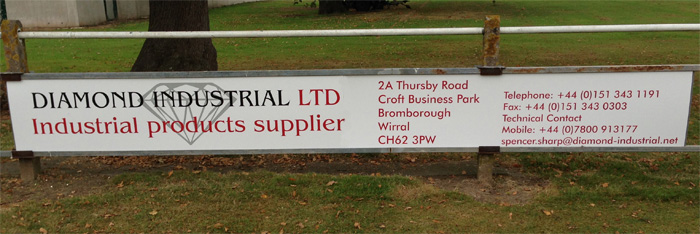 DIAMOND INDUSTRIAL LTD
Industrial products supplier
2A Thursby Road
Croft Business Park
Bromborough
Wirral
CH62 3PW
Telephone: +44 (0)151 343 1191
Fax: +44 (0)151 343 0303
Technical Contact
Mobile: +44 (0)7800 913177
spencer.sharp@diamond-industrial.net